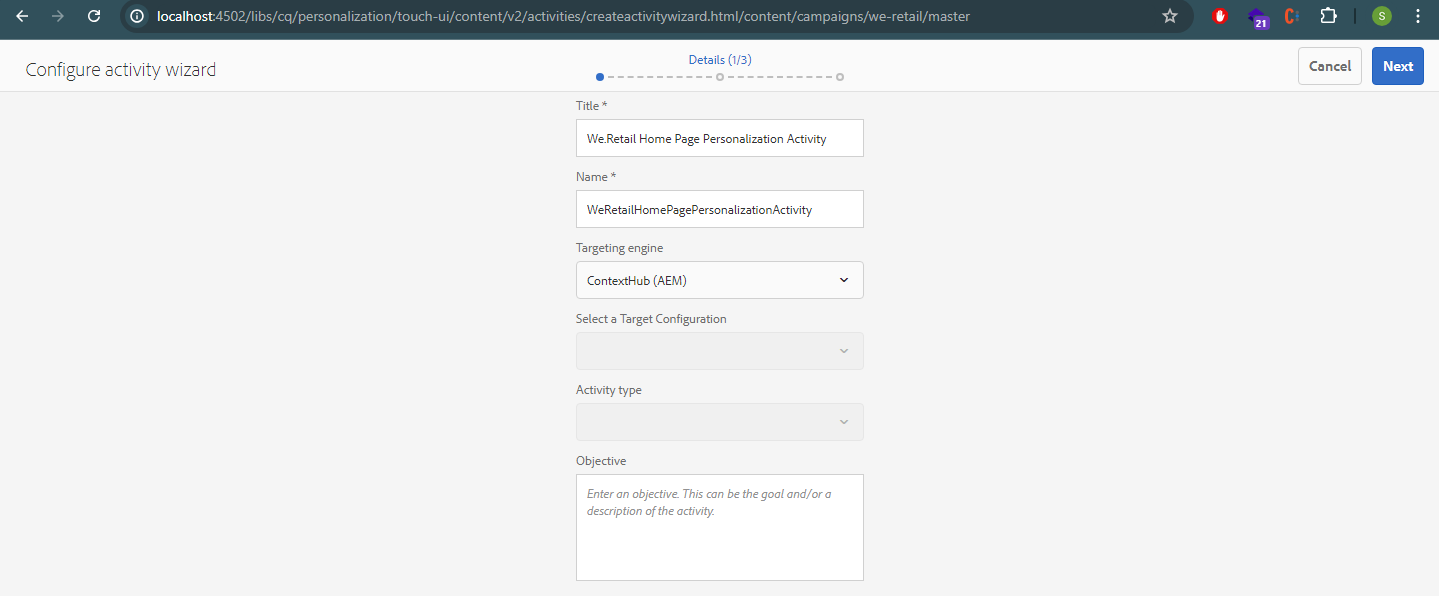 localhost:4502/libs/cq/personalization/touch-ui/content/v2/activities/createactivitywizard.html/content/campaigns/we-retail/master
21
S
Configure activity wizard
Details (1/3)
Cancel
Next
Title *
We.Retail Home Page Personalization Activity
Name *
WeRetailHomePagePersonalizationActivity
Targeting engine
ContextHub (AEM)
Select a Target Configuration
Activity type
Objective
Enter an objective. This can be the goal and/or a
description of the activity.